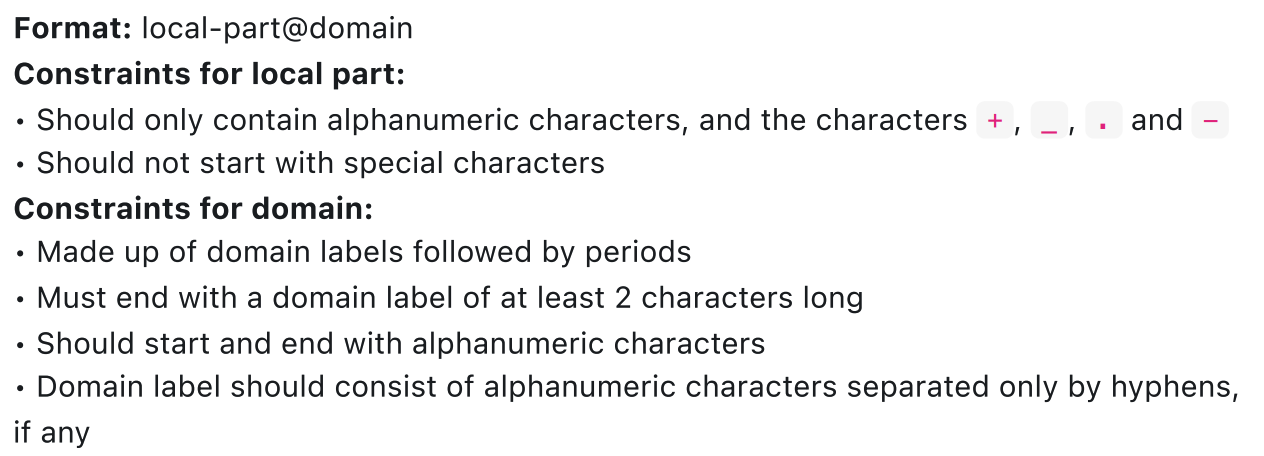 Format: local-part@domain
Constraints for local part:
• Should only contain alphanumeric characters, and the characters +, _, . and -
• Should not start with special characters
Constraints for domain:
• Made up of domain labels followed by periods
• Must end with a domain label of at least 2 characters long
• Should start and end with alphanumeric characters
• Domain label should consist of alphanumeric characters separated only by hyphens,
if any